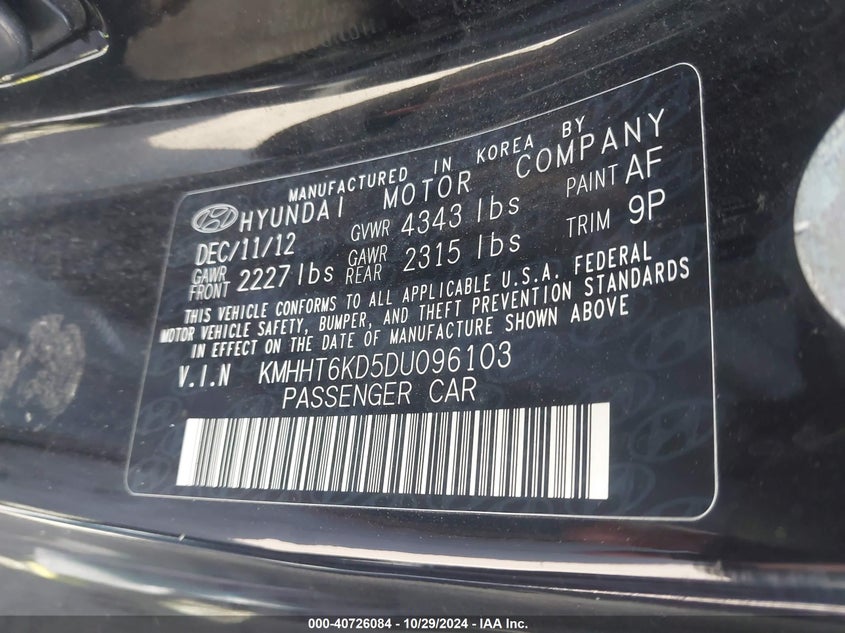 MANUFACTURED IN KOREA BY
HYUNDAI MOTOR COMPANY
DEC/11/12 GVWR 4343 lbs PAINT AF
GAWR FRONT 2227 lbs GAWR REAR 2315 lbs TRIM 9P
THIS VEHICLE CONFORMS TO ALL APPLICABLE U.S.A. FEDERAL
MOTOR VEHICLE SAFETY, BUMPER, AND THEFT PREVENTION STANDARDS
IN EFFECT ON THE DATE OF MANUFACTURE SHOWN ABOVE
V.I.N KMHHT6KD5DU096103
PASSENGER CAR
000-40726084 - 10/29/2024 - IAA Inc.